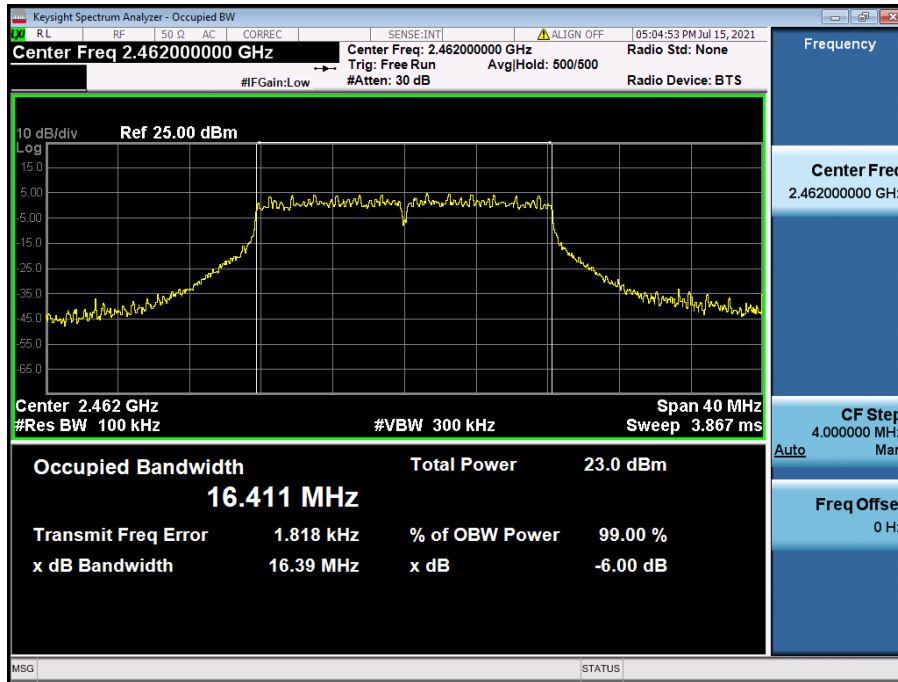 Keysight Spectrum Analyzer - Occupied BW
LXI RL RF 50 Ω AC CORREC SENSE:INT ALIGN OFF 05:04:53 PM Jul 15, 2021
Center Freq 2.462000000 GHz
Center Freq: 2.462000000 GHz Radio Std: None
Trig: Free Run Avg|Hold: 500/500
#IFGain:Low #Atten: 30 dB Radio Device: BTS
Frequency
10 dB/div Ref 25.00 dBm
Log
15.0
5.00
-5.00
-15.0
-25.0
-35.0
-45.0
-55.0
-65.0
Center 2.462 GHz Span 40 MHz
#Res BW 100 kHz #VBW 300 kHz Sweep 3.867 ms
Occupied Bandwidth Total Power 23.0 dBm
16.411 MHz
Transmit Freq Error 1.818 kHz % of OBW Power 99.00 %
x dB Bandwidth 16.39 MHz x dB -6.00 dB
Center Freq
2.462000000 GHz
CF Step
4.000000 MHz
Auto Man
Freq Offse
0 Hz
MSG STATUS